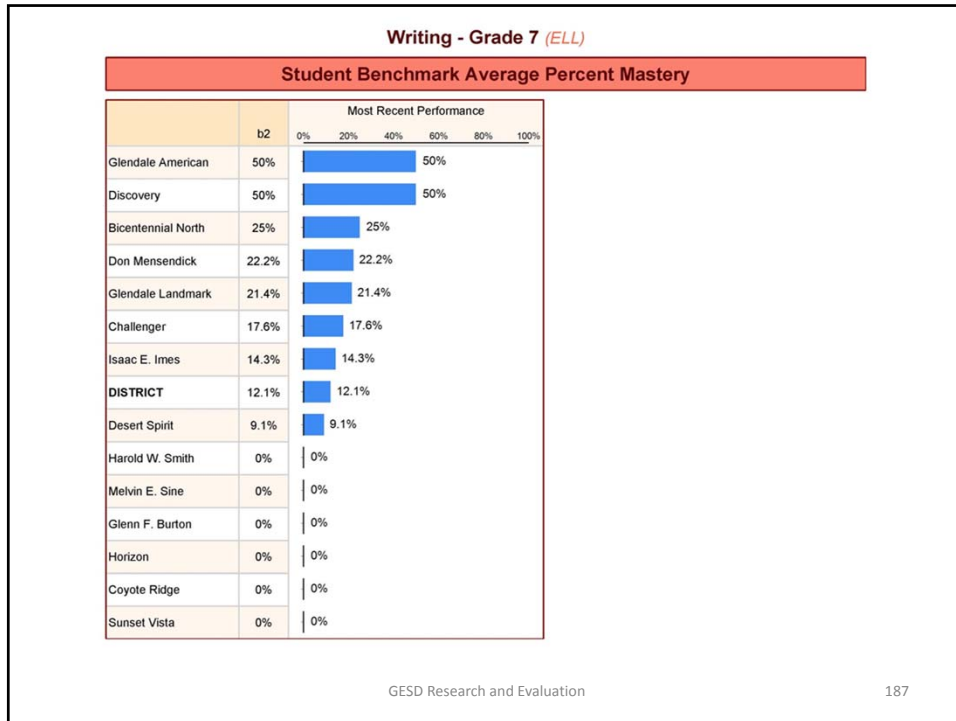 Writing - Grade 7 (ELL)
Student Benchmark Average Percent Mastery
Most Recent Performance
b2 0% 20% 40% 60% 80% 100%
Glendale American 50% 50%
Discovery 50% 50%
Bicentennial North 25% 25%
Don Mensendick 22.2% 22.2%
Glendale Landmark 21.4% 21.4%
Challenger 17.6% 17.6%
Isaac E. Imes 14.3% 14.3%
DISTRICT 12.1% 12.1%
Desert Spirit 9.1% 9.1%
Harold W. Smith 0% 0%
Melvin E. Sine 0% 0%
Glenn F. Burton 0% 0%
Horizon 0% 0%
Coyote Ridge 0% 0%
Sunset Vista 0% 0%
GESD Research and Evaluation 187